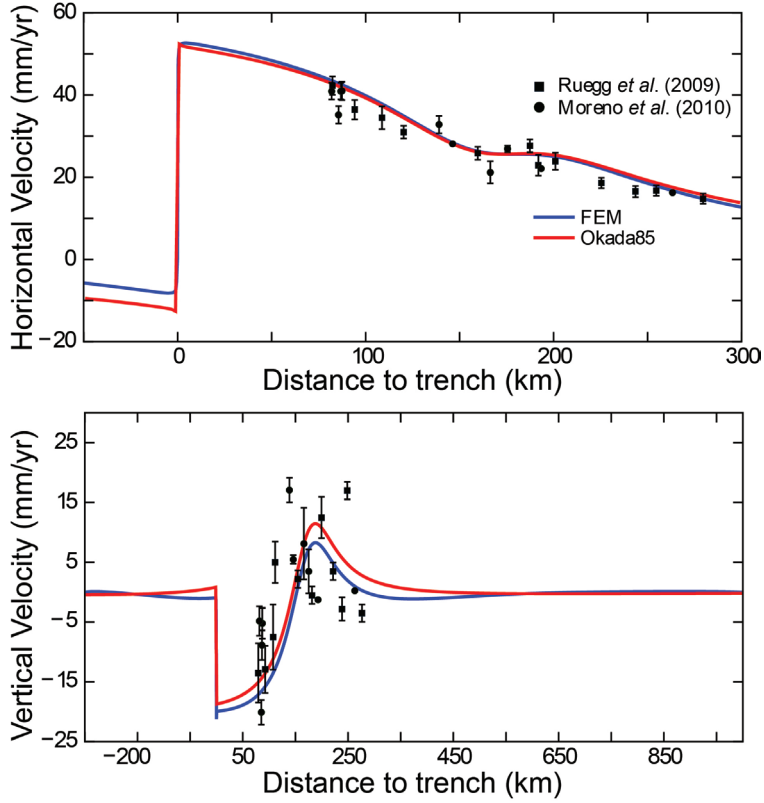 60
40
20
0
−20
Horizontal Velocity (mm/yr)
Ruegg et al. (2009)
Moreno et al. (2010)
FEM
Okada85
0 100 200 300
Distance to trench (km)
25
15
5
−5
−15
−25
Vertical Velocity (mm/yr)
−200 50 250 450 650 850
Distance to trench (km)